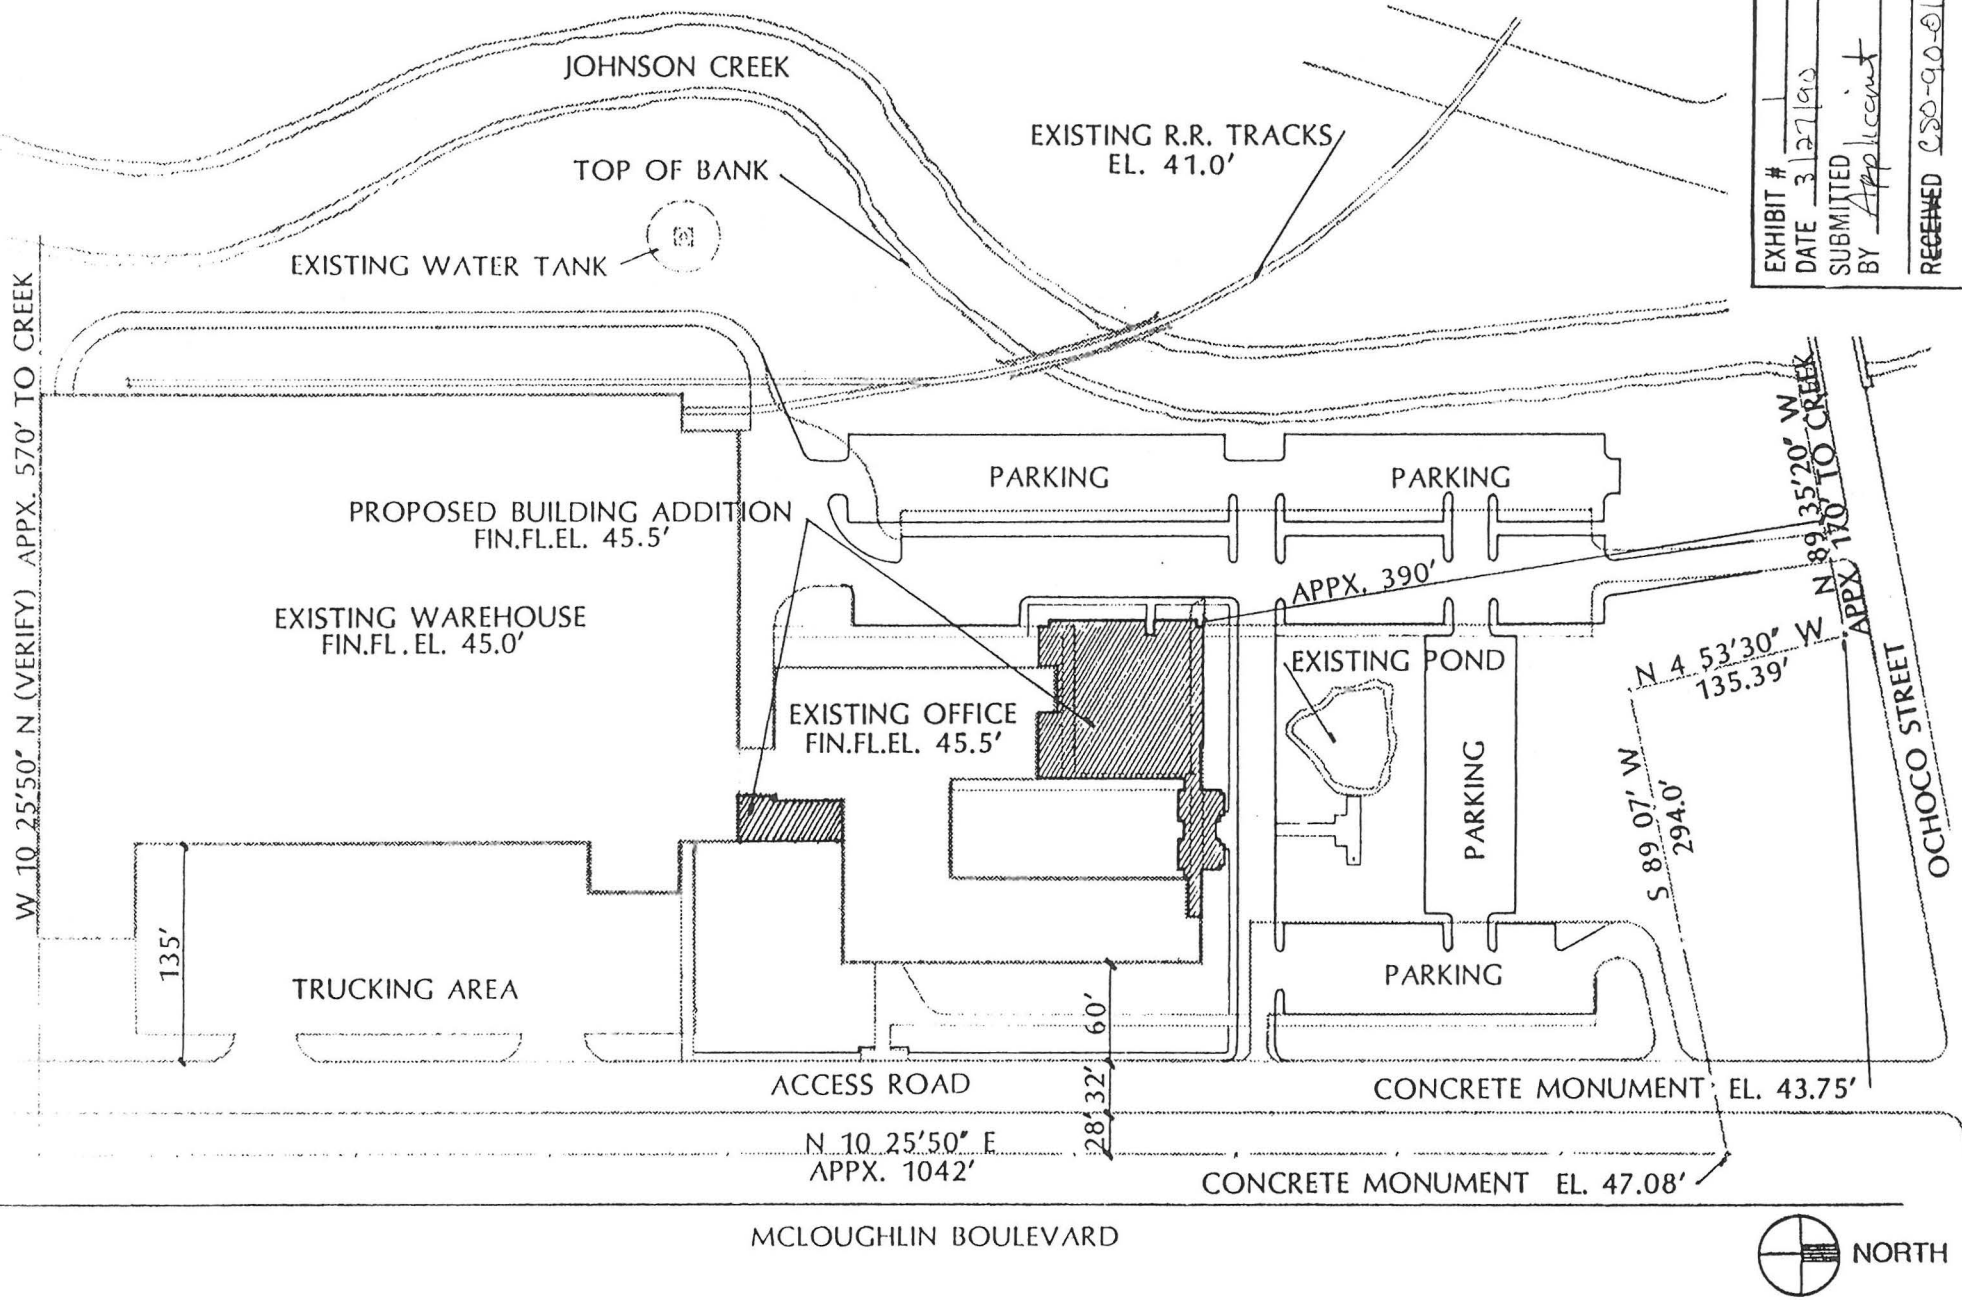 JOHNSON CREEK
TOP OF BANK
EXISTING R.R. TRACKS
EL. 41.0'
EXISTING WATER TANK
EXHIBIT # 1
DATE 3/27/90
SUBMITTED
BY Applicant
RECEIVED CSO-90-01
W 10 25'50" N (VERIFY) APPX. 570' TO CREEK
PARKING
PARKING
PROPOSED BUILDING ADDITION
FIN.FL.EL. 45.5'
N 89 35'20" W
APPX 170' TO CREEK
APPX. 390'
EXISTING WAREHOUSE
FIN.FL.EL. 45.0'
EXISTING POND
N 4 53'30" W
135.39'
EXISTING OFFICE
FIN.FL.EL. 45.5'
PARKING
S 89 07' W
294.0'
OCHOCO STREET
135'
TRUCKING AREA
PARKING
60'
ACCESS ROAD
32'
CONCRETE MONUMENT EL. 43.75'
28'
N 10 25'50" E
APPX. 1042'
CONCRETE MONUMENT EL. 47.08'
MCLOUGHLIN BOULEVARD
NORTH